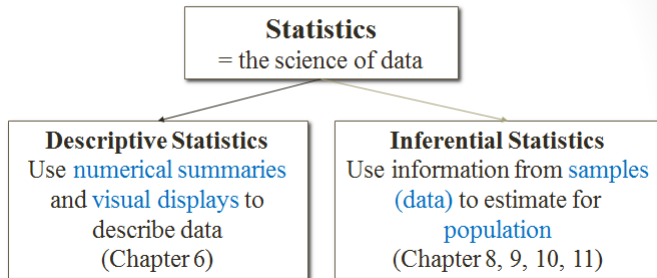 Statistics
= the science of data
Descriptive Statistics
Use numerical summaries
and visual displays to
describe data
(Chapter 6)
Inferential Statistics
Use information from samples
(data) to estimate for
population
(Chapter 8, 9, 10, 11)